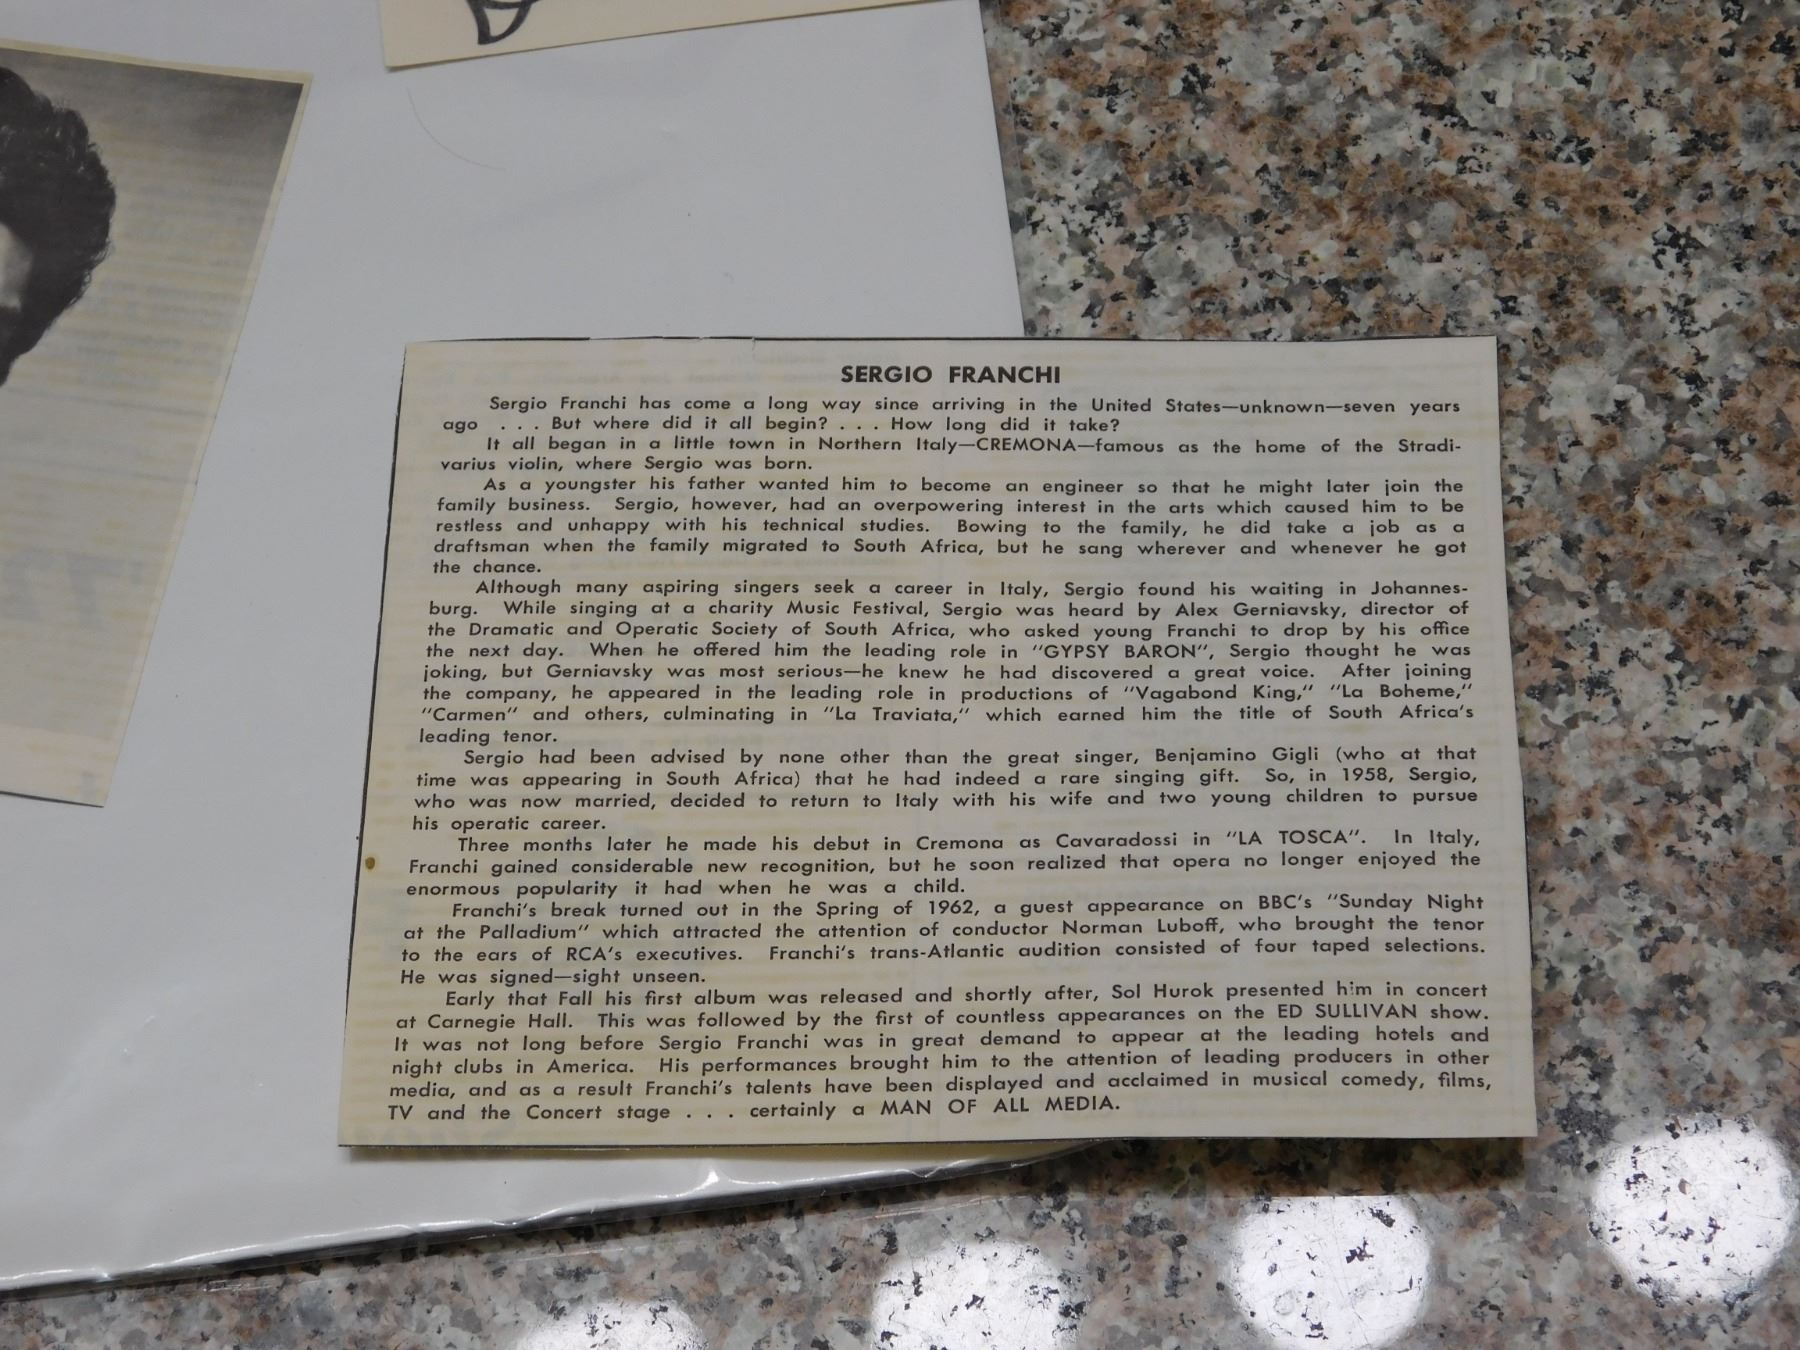 SERGIO FRANCHI
Sergio Franchi has come a long way since arriving in the United States—unknown—seven years
ago . . . But where did it all begin? . . . How long did it take?
It all began in a little town in Northern Italy—CREMONA—famous as the home of the Stradi-
varius violin, where Sergio was born.
As a youngster his father wanted him to become an engineer so that he might later join the
family business. Sergio, however, had an overpowering interest in the arts which caused him to be
restless and unhappy with his technical studies. Bowing to the family, he did take a job as a
draftsman when the family migrated to South Africa, but he sang wherever and whenever he got
the chance.
Although many aspiring singers seek a career in Italy, Sergio found his waiting in Johannes-
burg. While singing at a charity Music Festival, Sergio was heard by Alex Gerniavsky, director of
the Dramatic and Operatic Society of South Africa, who asked young Franchi to drop by his office
the next day. When he offered him the leading role in "GYPSY BARON", Sergio thought he was
joking, but Gerniavsky was most serious—he knew he had discovered a great voice. After joining
the company, he appeared in the leading role in productions of "Vagabond King," "La Boheme,"
"Carmen" and others, culminating in "La Traviata," which earned him the title of South Africa's
leading tenor.
Sergio had been advised by none other than the great singer, Benjamino Gigli (who at that
time was appearing in South Africa) that he had indeed a rare singing gift. So, in 1958, Sergio,
who was now married, decided to return to Italy with his wife and two young children to pursue
his operatic career.
Three months later he made his debut in Cremona as Cavaradossi in "LA TOSCA". In Italy,
Franchi gained considerable new recognition, but he soon realized that opera no longer enjoyed the
enormous popularity it had when he was a child.
Franchi's break turned out in the Spring of 1962, a guest appearance on BBC's "Sunday Night
at the Palladium" which attracted the attention of conductor Norman Luboff, who brought the tenor
to the ears of RCA's executives. Franchi's trans-Atlantic audition consisted of four taped selections.
He was signed—sight unseen.
Early that Fall his first album was released and shortly after, Sol Hurok presented him in concert
at Carnegie Hall. This was followed by the first of countless appearances on the ED SULLIVAN show.
It was not long before Sergio Franchi was in great demand to appear at the leading hotels and
night clubs in America. His performances brought him to the attention of leading producers in other
media, and as a result Franchi's talents have been displayed and acclaimed in musical comedy, films,
TV and the Concert stage . . . certainly a MAN OF ALL MEDIA.